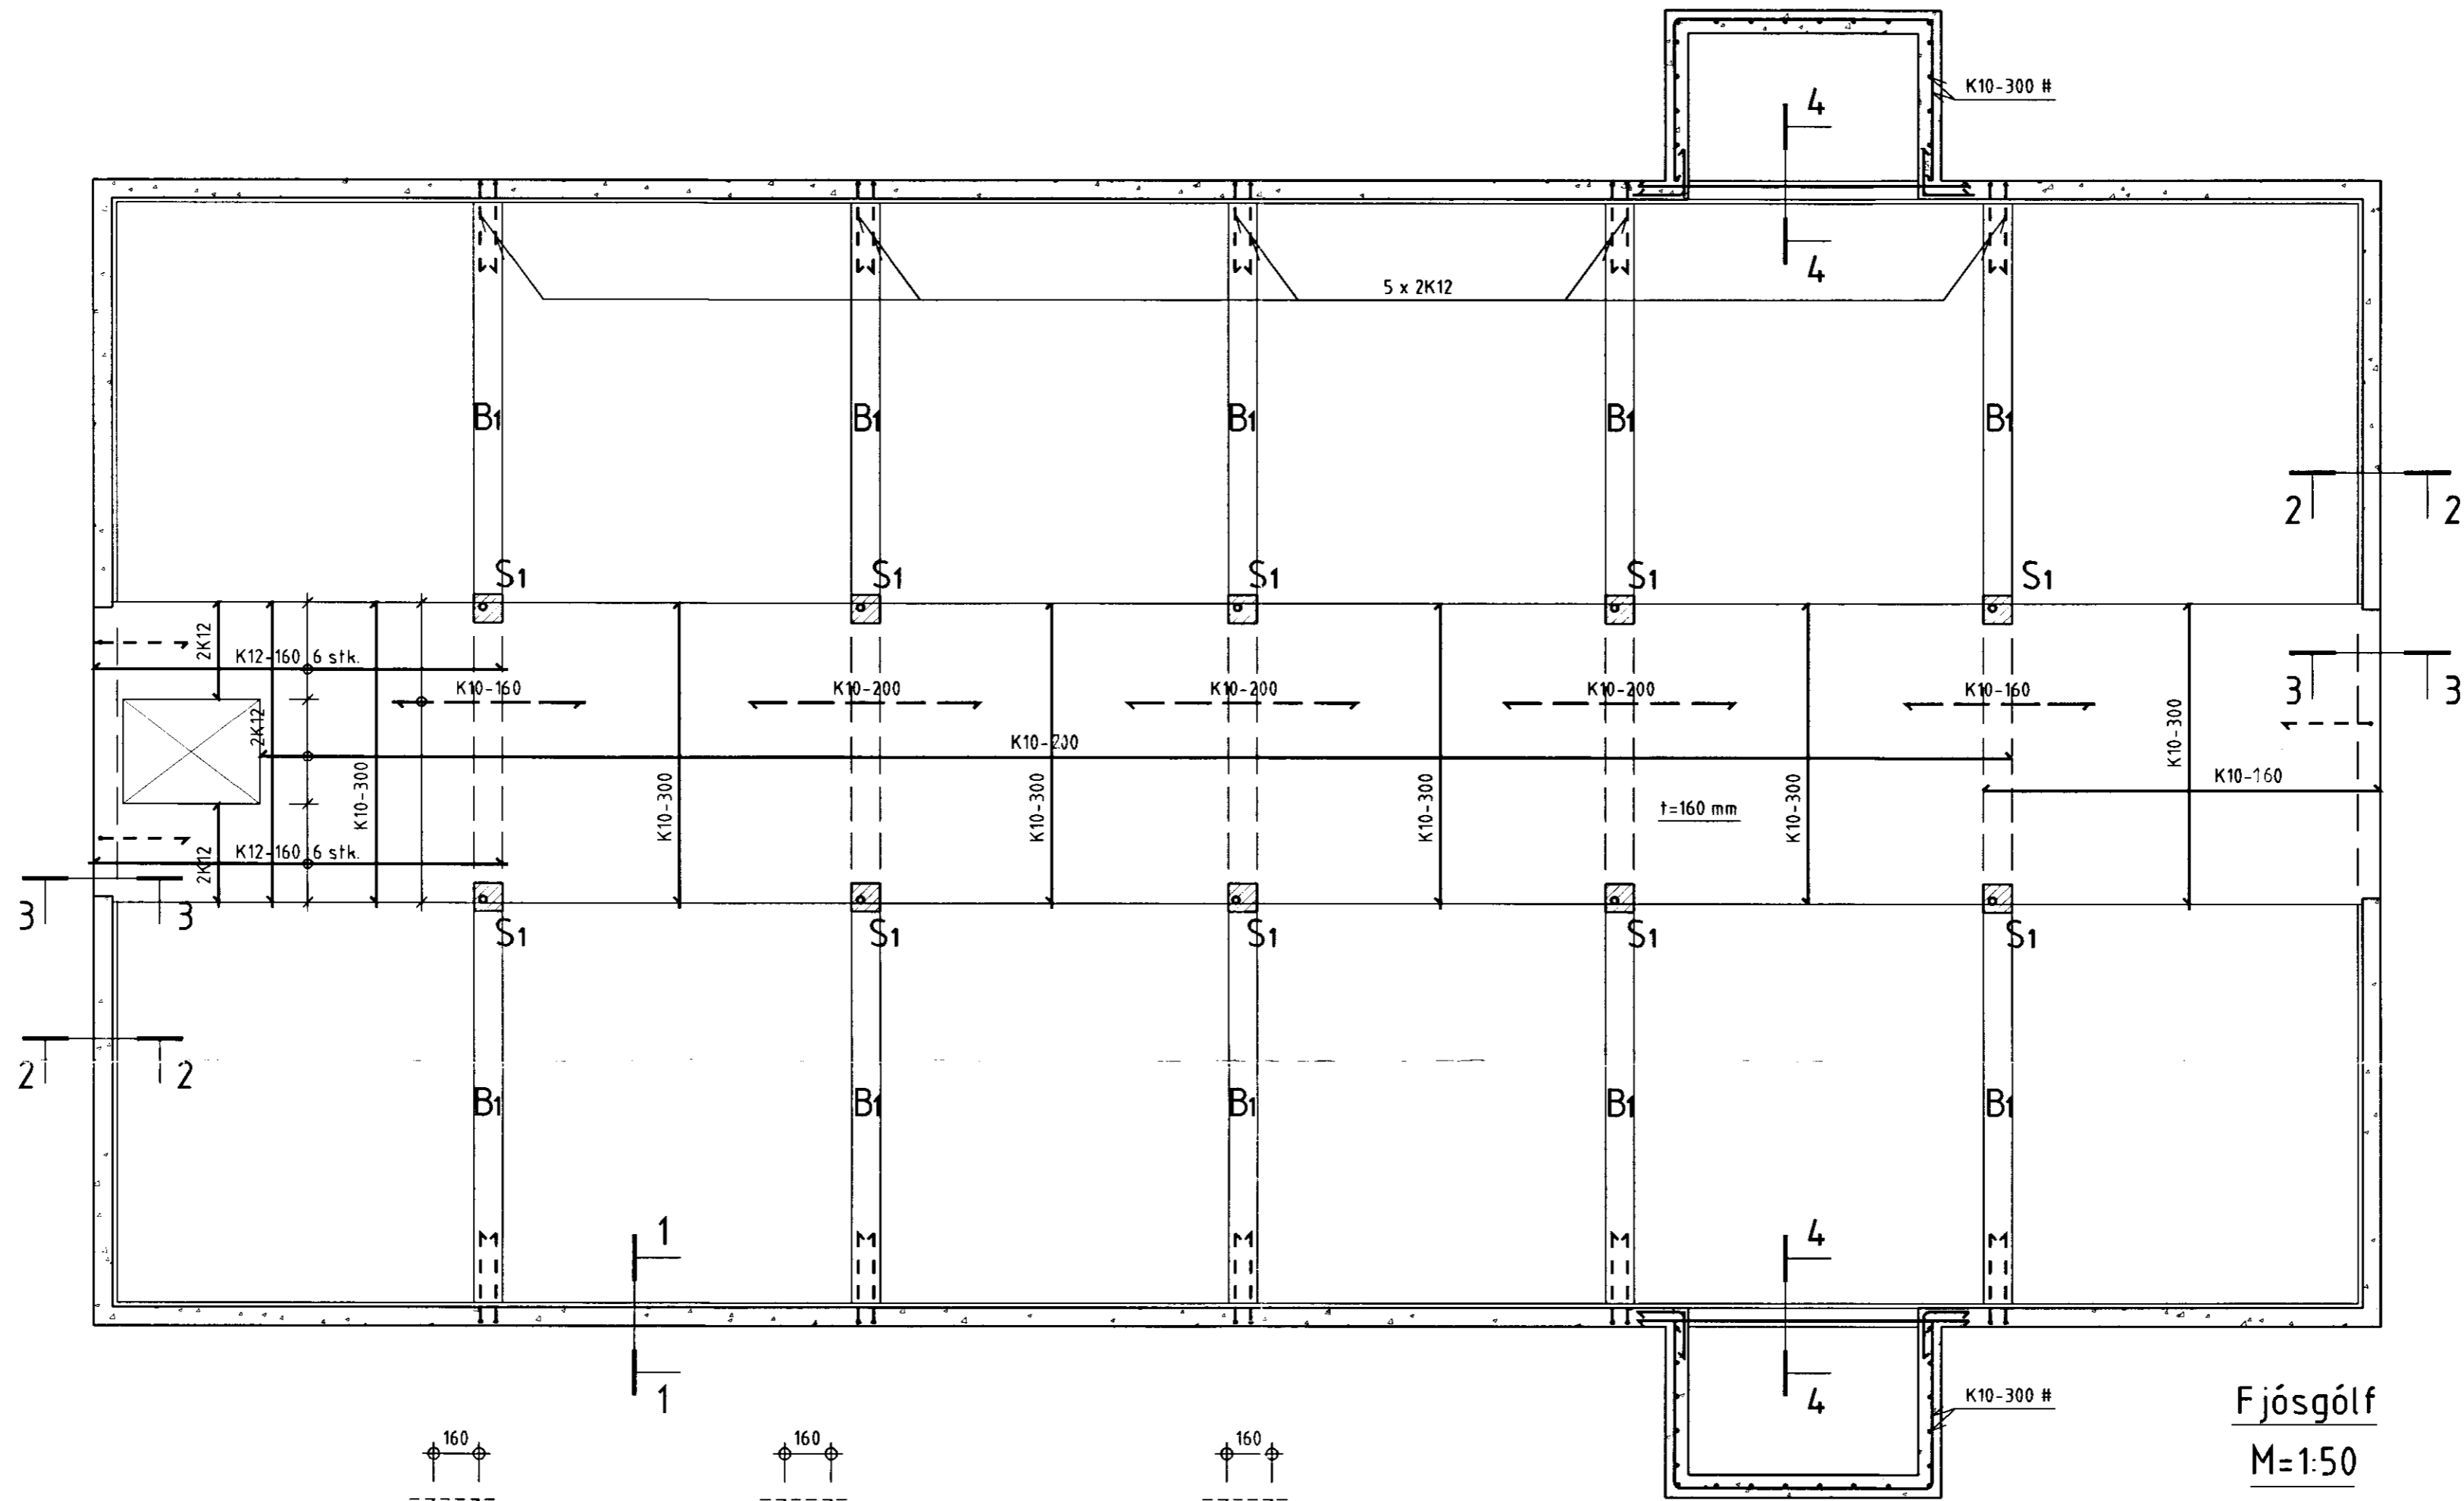 K10-300 #
4
4
5 x 2K12
B1 B1 B1 B1 B1
2 2
S1 S1 S1 S1 S1
2K12
K12-160 6 stk.
K10-160 K10-200 K10-200 K10-200 K10-160
3 3
2K12
K10-200
K10-300
K10-300
K10-300
K10-300
K10-300
K10-300
K10-160
t=160 mm
K12-160 6 stk.
2K12
3 3
S1 S1 S1 S1 S1
2 2
B1 B1 B1 B1 B1
1
4
1
4
K10-300 #
Fjósgólf
M=1:50
160 160 160